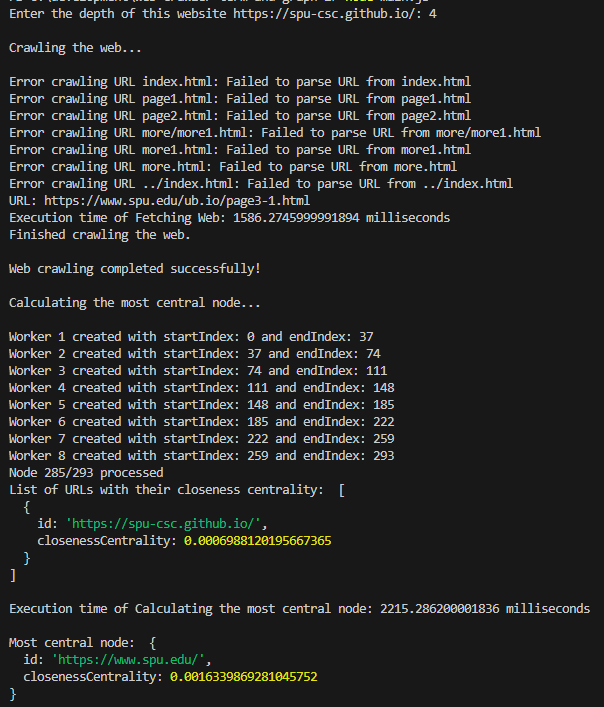 Enter the depth of this website https://spu-csc.github.io/: 4
Crawling the web...
Error crawling URL index.html: Failed to parse URL from index.html
Error crawling URL page1.html: Failed to parse URL from page1.html
Error crawling URL page2.html: Failed to parse URL from page2.html
Error crawling URL more/more1.html: Failed to parse URL from more/more1.html
Error crawling URL more1.html: Failed to parse URL from more1.html
Error crawling URL more.html: Failed to parse URL from more.html
Error crawling URL ../index.html: Failed to parse URL from ../index.html
URL: https://www.spu.edu/ub.io/page3-1.html
Execution time of Fetching Web: 1586.2745999991894 milliseconds
Finished crawling the web.
Web crawling completed successfully!
Calculating the most central node...
Worker 1 created with startIndex: 0 and endIndex: 37
Worker 2 created with startIndex: 37 and endIndex: 74
Worker 3 created with startIndex: 74 and endIndex: 111
Worker 4 created with startIndex: 111 and endIndex: 148
Worker 5 created with startIndex: 148 and endIndex: 185
Worker 6 created with startIndex: 185 and endIndex: 222
Worker 7 created with startIndex: 222 and endIndex: 259
Worker 8 created with startIndex: 259 and endIndex: 293
Node 285/293 processed
List of URLs with their closeness centrality:  [
  {
    id: 'https://spu-csc.github.io/',
    closenessCentrality: 0.0006988120195667365
  }
]
Execution time of Calculating the most central node: 2215.286200001836 milliseconds
Most central node:  {
  id: 'https://www.spu.edu/',
  closenessCentrality: 0.0016339869281045752
}